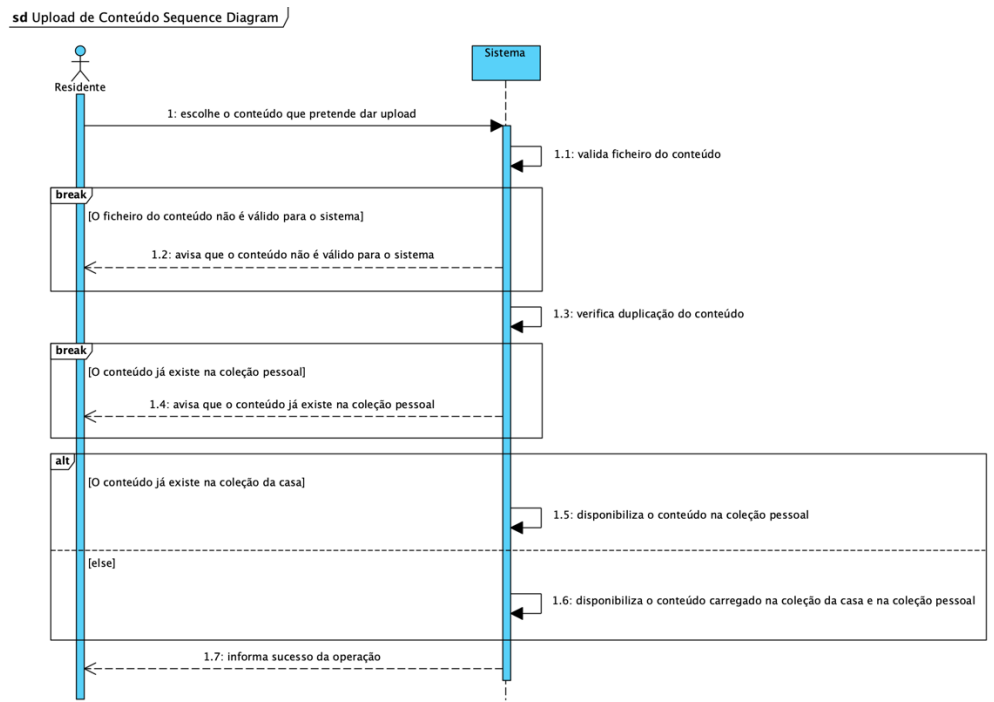 sd Upload de Conteúdo Sequence Diagram
Sistema
Residente
1: escolhe o conteúdo que pretende dar upload
1.1: valida ficheiro do conteúdo
break
[O ficheiro do conteúdo não é válido para o sistema]
1.2: avisa que o conteúdo não é válido para o sistema
1.3: verifica duplicação do conteúdo
break
[O conteúdo já existe na coleção pessoal]
1.4: avisa que o conteúdo já existe na coleção pessoal
alt
[O conteúdo já existe na coleção da casa]
1.5: disponibiliza o conteúdo na coleção pessoal
[else]
1.6: disponibiliza o conteúdo carregado na coleção da casa e na coleção pessoal
1.7: informa sucesso da operação